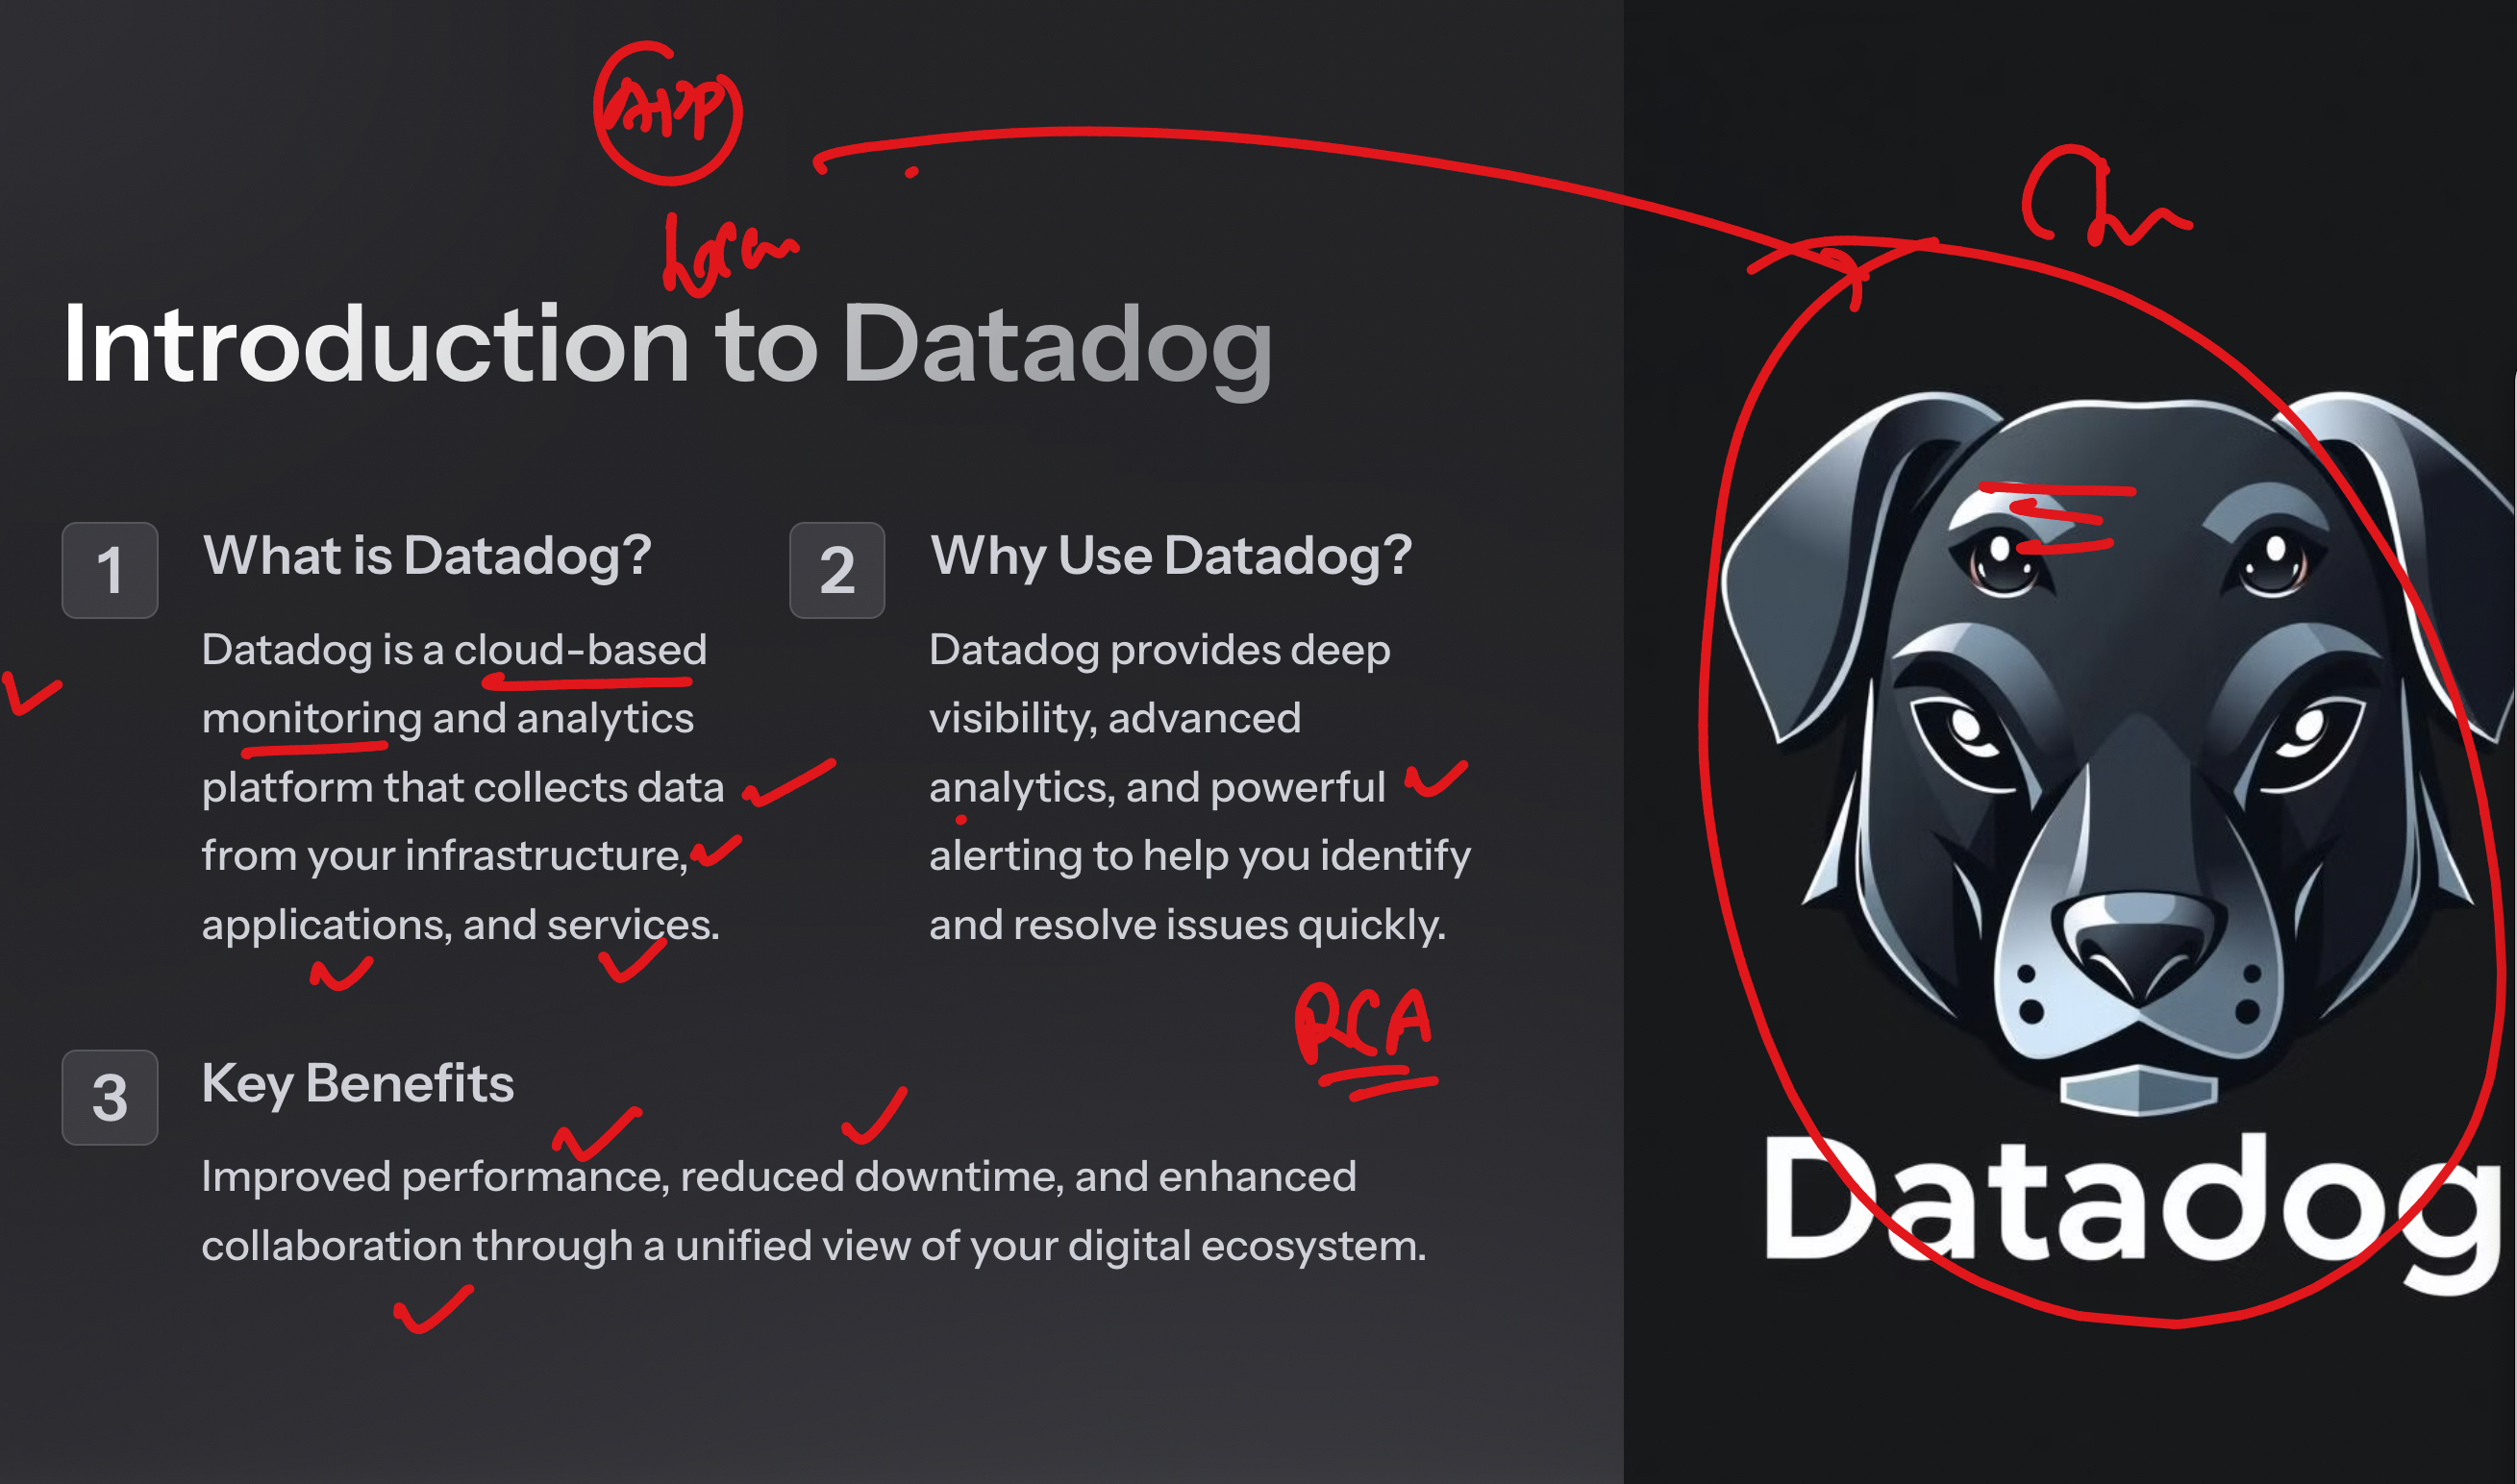 APP
Introduction to Datadog
1
What is Datadog?
Datadog is a cloud-based
monitoring and analytics
platform that collects data
from your infrastructure,
applications, and services.
2
Why Use Datadog?
Datadog provides deep
visibility, advanced
analytics, and powerful
alerting to help you identify
and resolve issues quickly.
RCA
3
Key Benefits
Improved performance, reduced downtime, and enhanced
collaboration through a unified view of your digital ecosystem.
Datadog